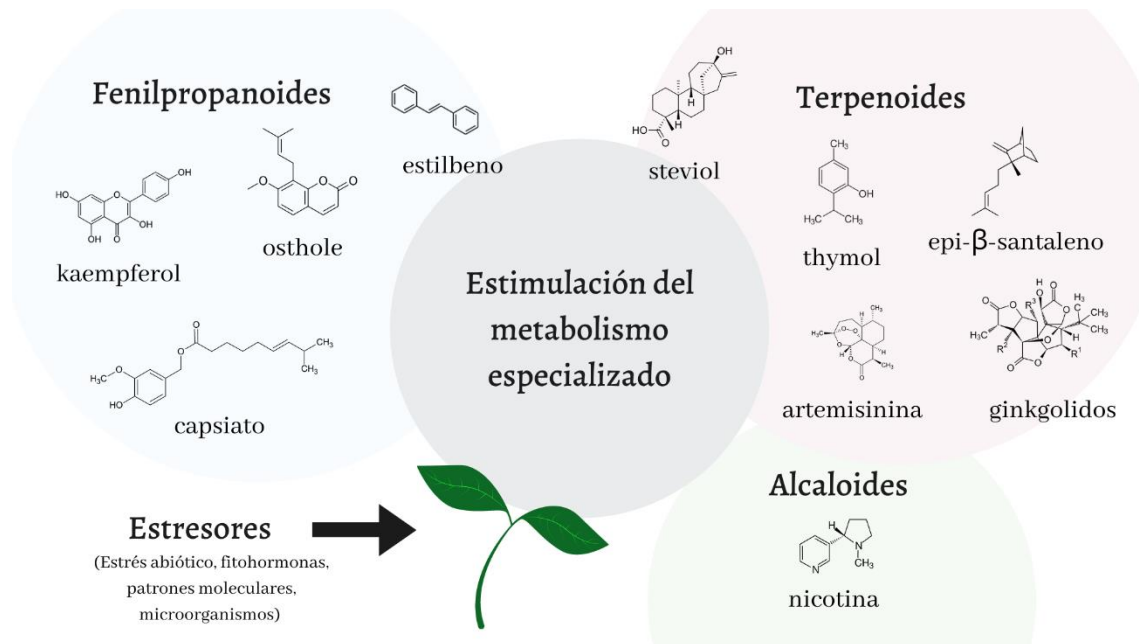 Fenilpropanoides
estilbeno
kaempferol
osthole
capsiato
Estimulación del
metabolismo
especializado
Terpenoides
steviol
thymol
epi-β-santaleno
artemisinina
ginkgolidos
Alcaloides
nicotina
Estresores
(Estrés abiótico, fitohormonas,
patrones moleculares,
microorganismos)